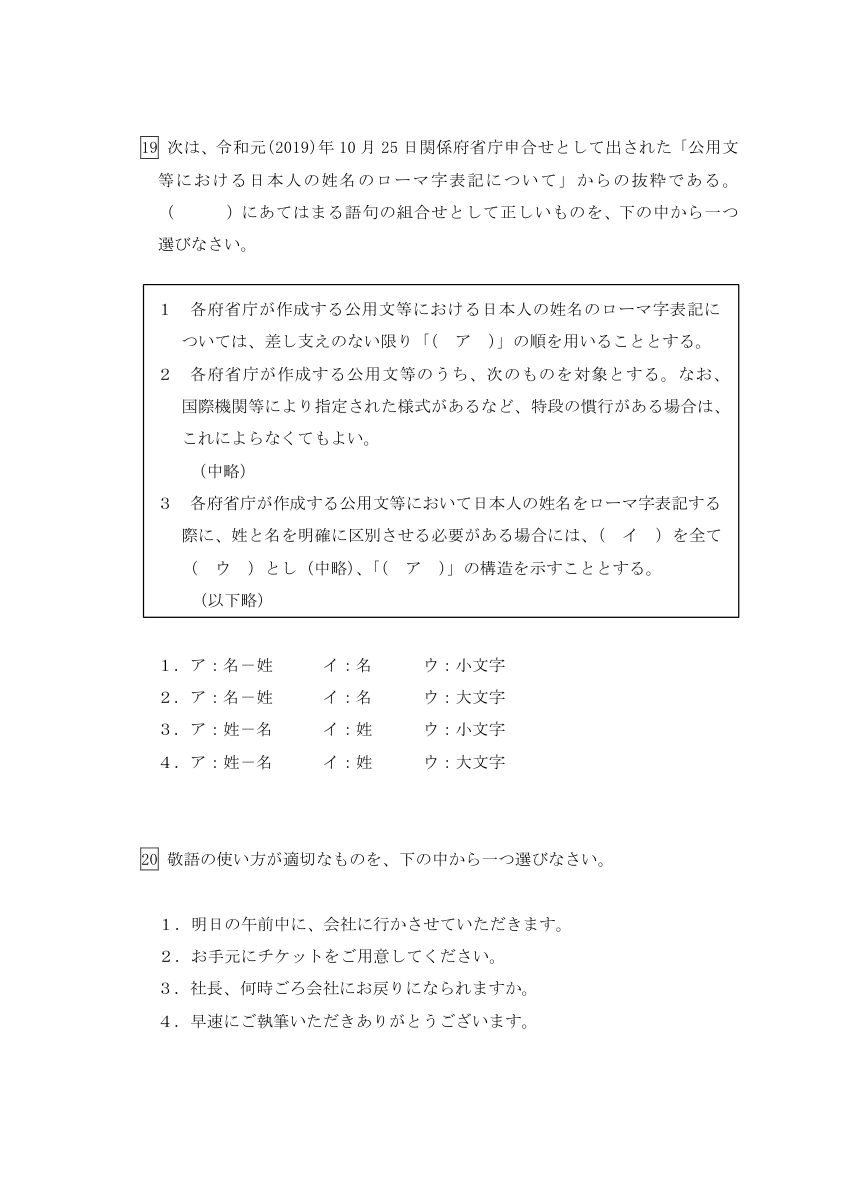 19 次は、令和元(2019)年 10 月 25 日関係府省庁申合せとして出された「公用文
等における日本人の姓名のローマ字表記について」からの抜粋である。
（　　　）にあてはまる語句の組合せとして正しいものを、下の中から一つ
選びなさい。
１　各府省庁が作成する公用文等における日本人の姓名のローマ字表記に
ついては、差し支えのない限り「(　ア　)」の順を用いることとする。
２　各府省庁が作成する公用文等のうち、次のものを対象とする。なお、
国際機関等により指定された様式があるなど、特段の慣行がある場合は、
これによらなくてもよい。
（中略）
３　各府省庁が作成する公用文等において日本人の姓名をローマ字表記する
際に、姓と名を明確に区別させる必要がある場合には、（　イ　）を全て
（　ウ　）とし（中略）、「(　ア　)」の構造を示すこととする。
（以下略）
１．ア：名－姓　　　イ：名　　　ウ：小文字
２．ア：名－姓　　　イ：名　　　ウ：大文字
３．ア：姓－名　　　イ：姓　　　ウ：小文字
４．ア：姓－名　　　イ：姓　　　ウ：大文字
20 敬語の使い方が適切なものを、下の中から一つ選びなさい。
１．明日の午前中に、会社に行かさせていただきます。
２．お手元にチケットをご用意してください。
３．社長、何時ごろ会社にお戻りになられますか。
４．早速にご執筆いただきありがとうございます。